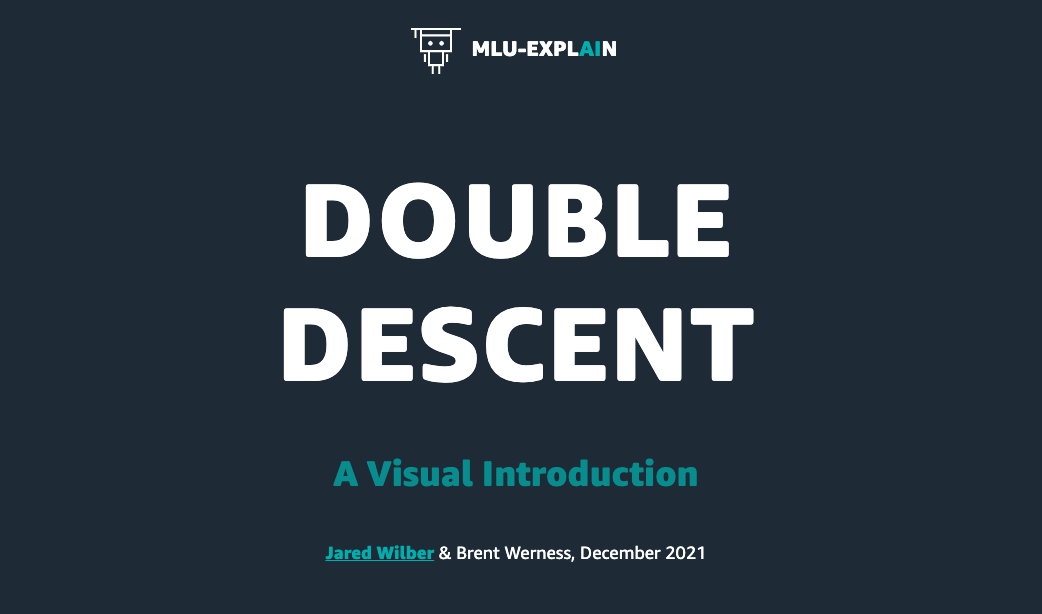 MLU-EXPLAIN
DOUBLE
DESCENT
A Visual Introduction
Jared Wilber & Brent Werness, December 2021